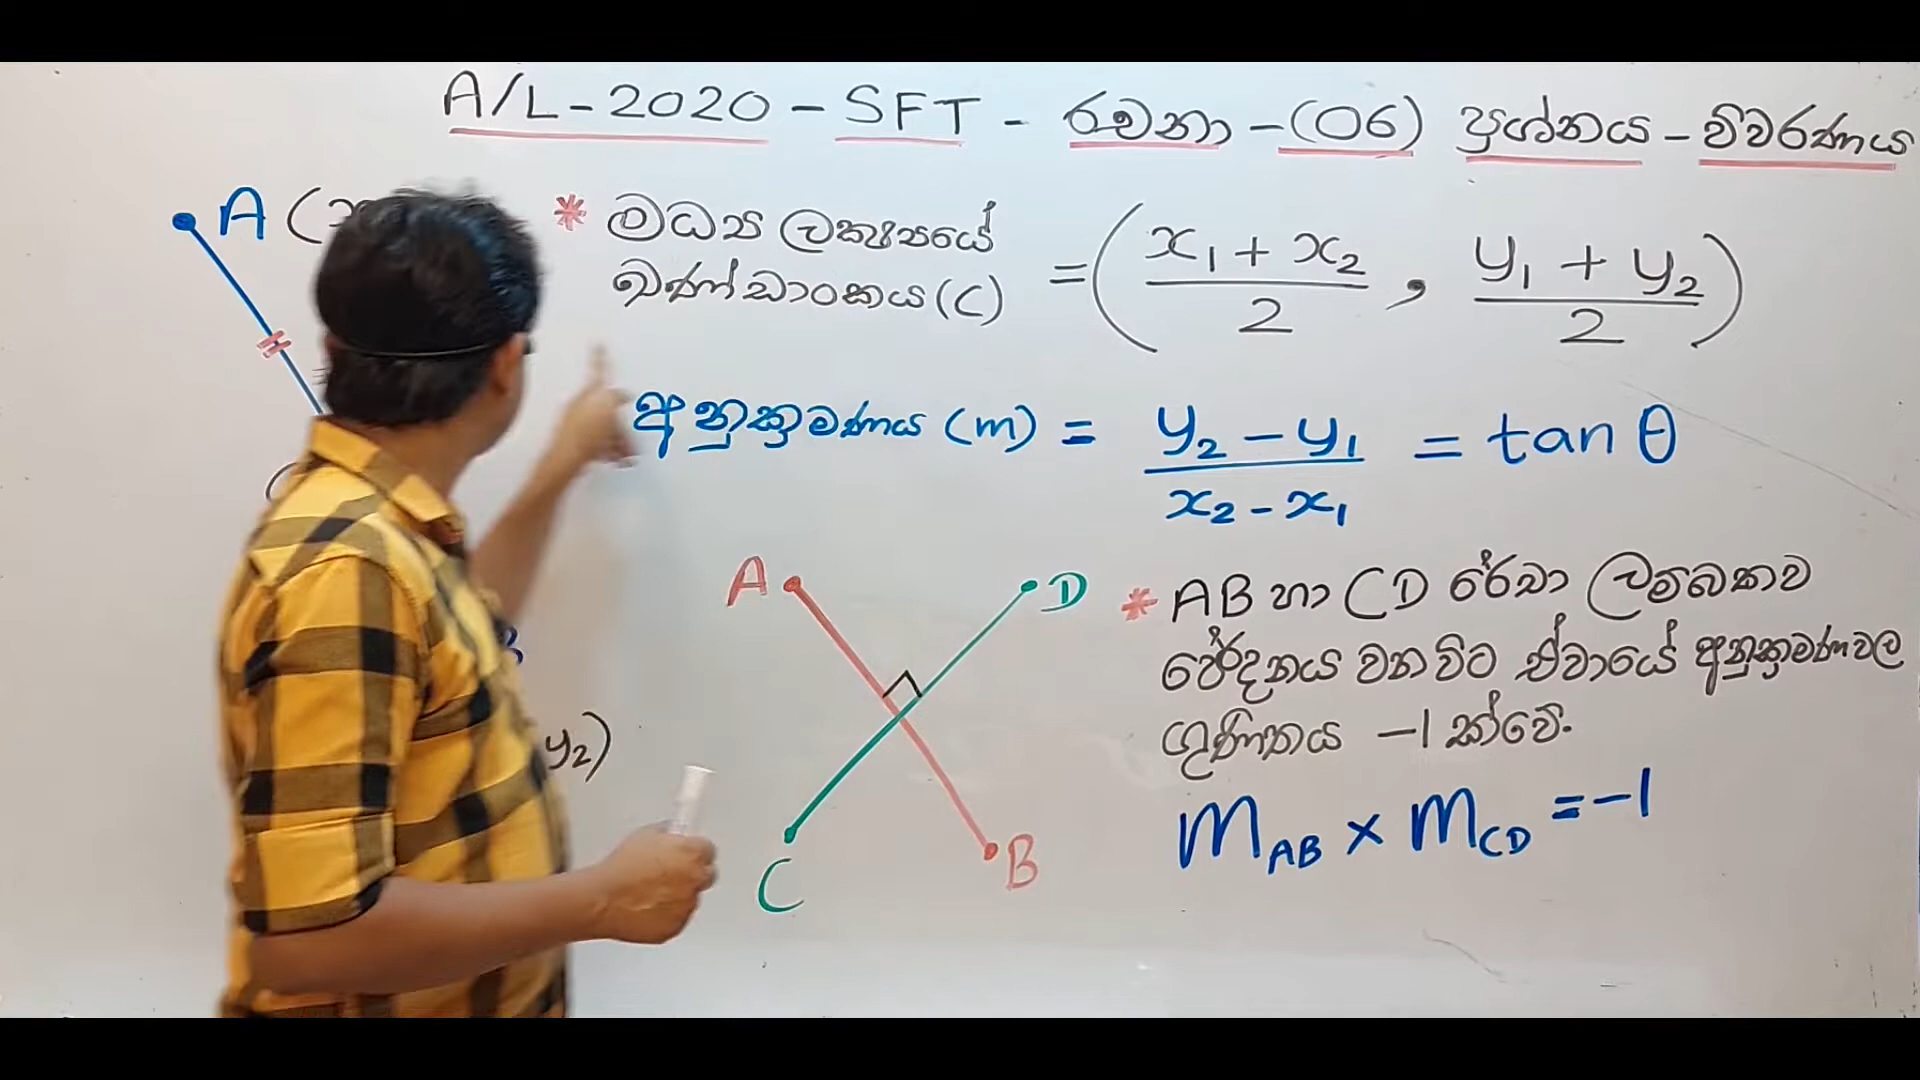 A/L - 2020 - SFT - රචනා - (06) ප්‍රශ්නය - විවරණය
A (x
* මධ්‍ය ලක්ෂ්‍යයේ
ඛණ්ඩාංකය (C) = ( x₁ + x₂ / 2 , y₁ + y₂ / 2 )
අනුක්‍රමණය (m) = y₂ - y₁ / x₂ - x₁ = tan θ
A
D
* AB හා CD රේඛා ලම්බකව
ඡේදනය වන විට ඒවායේ අනුක්‍රමණවල
ගුණිතය -1 ක් වේ.
y₂)
m_AB × m_CD = -1
C
B